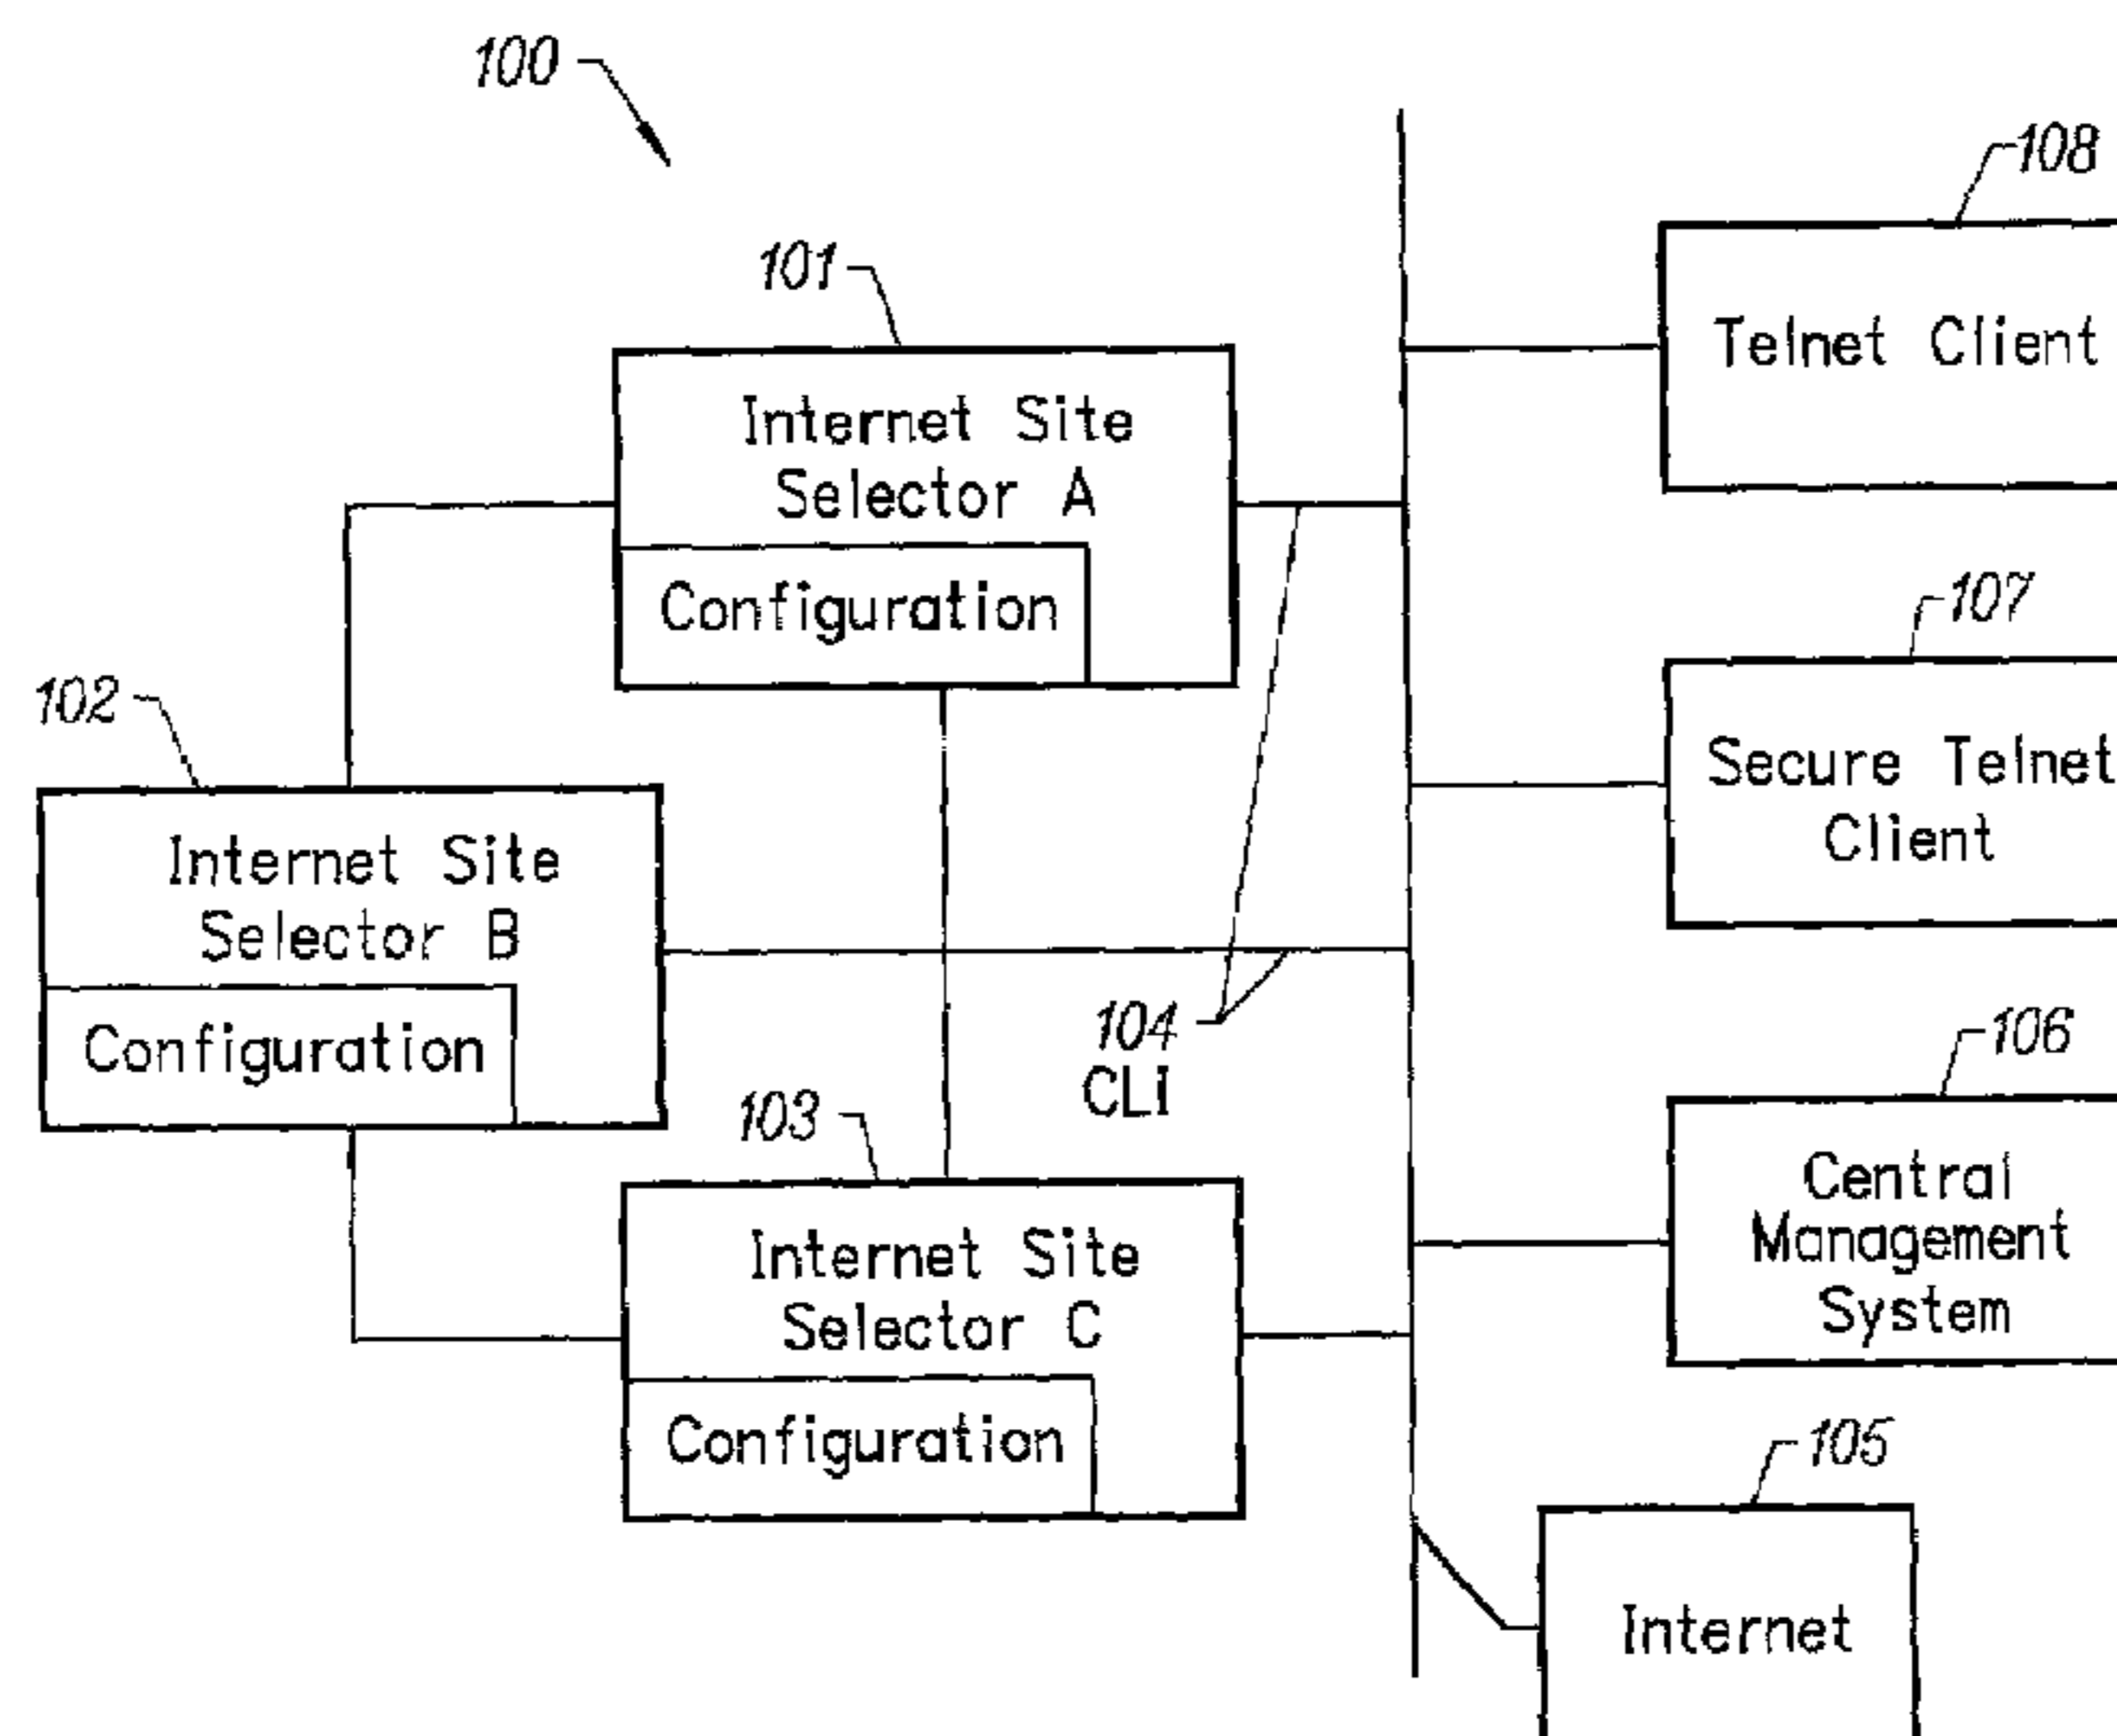 100
108
Telnet Client
101
Internet Site
Selector A
Configuration
107
Secure Telnet
Client
102
Internet Site
Selector B
Configuration
104
CLI
106
Central
Management
System
103
Internet Site
Selector C
Configuration
105
Internet